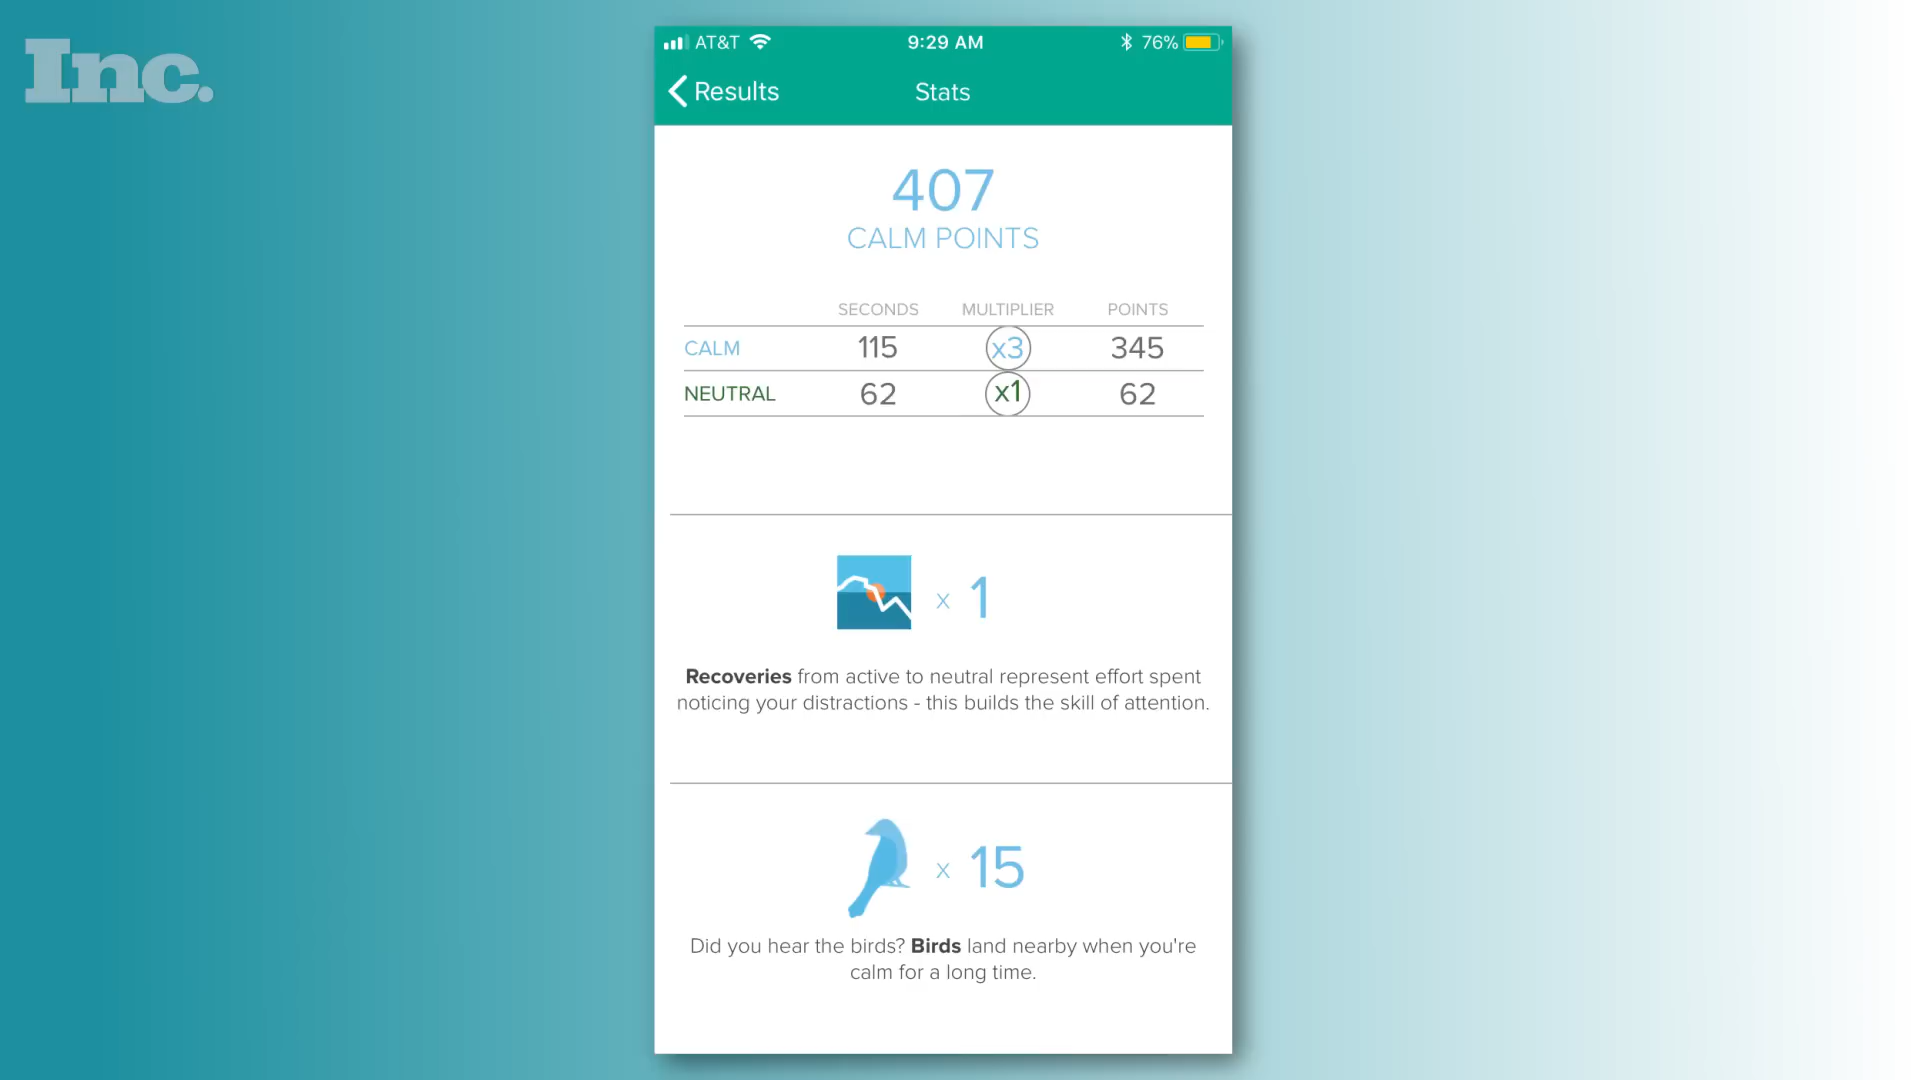 Inc.
AT&T 9:29 AM 76%
Results Stats
407
CALM POINTS
SECONDS MULTIPLIER POINTS
CALM 115 x3 345
NEUTRAL 62 x1 62
x 1
Recoveries from active to neutral represent effort spent
noticing your distractions - this builds the skill of attention.
x 15
Did you hear the birds? Birds land nearby when you're
calm for a long time.